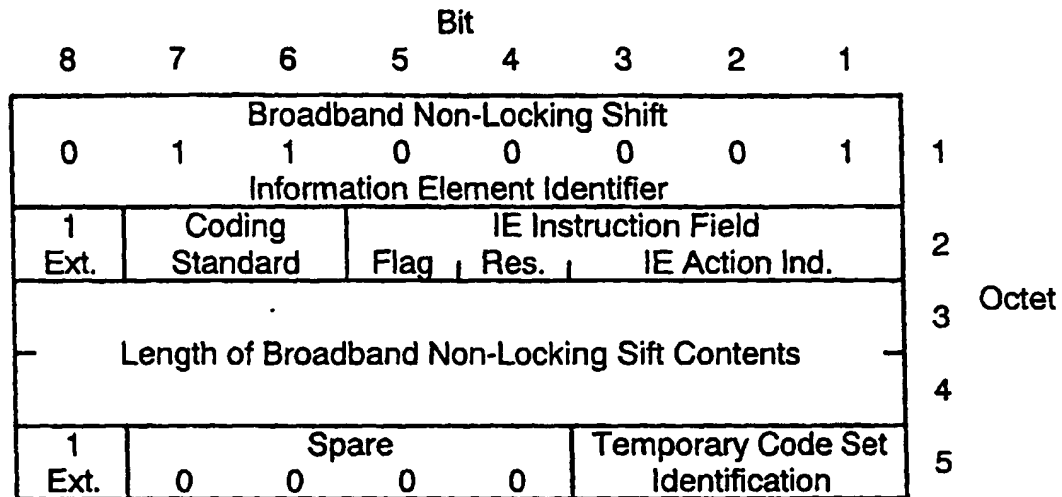 Bit
8 7 6 5 4 3 2 1
Broadband Non-Locking Shift
0 1 1 0 0 0 0 1 1
Information Element Identifier
1 Coding IE Instruction Field
Ext. Standard Flag Res. IE Action Ind. 2
3 Octet
Length of Broadband Non-Locking Sift Contents
4
1 Spare Temporary Code Set
Ext. 0 0 0 0 Identification 5